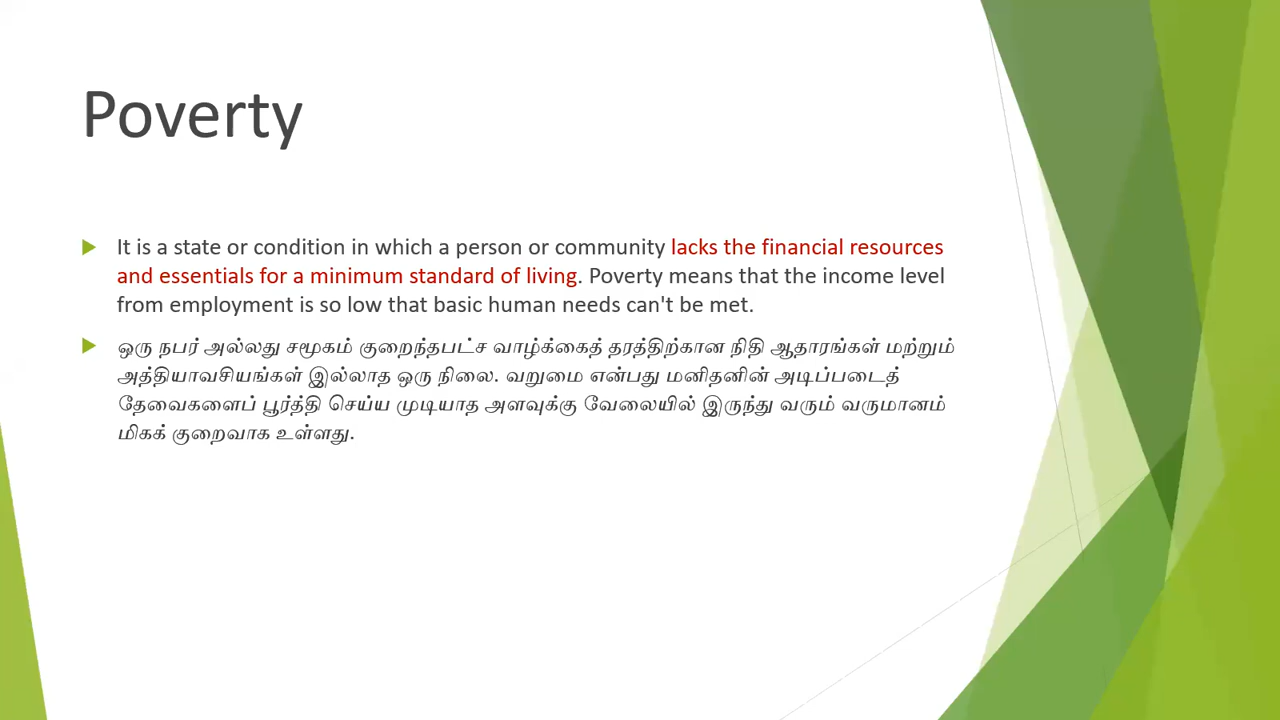 Poverty
It is a state or condition in which a person or community lacks the financial resources
and essentials for a minimum standard of living. Poverty means that the income level
from employment is so low that basic human needs can't be met.
ஒரு நபர் அல்லது சமூகம் குறைந்தபட்ச வாழ்க்கைத் தரத்திற்கான நிதி ஆதாரங்கள் மற்றும்
அத்தியாவசியங்கள் இல்லாத ஒரு நிலை. வறுமை என்பது மனிதனின் அடிப்படைத்
தேவைகளைப் பூர்த்தி செய்ய முடியாத அளவுக்கு வேலையில் இருந்து வரும் வருமானம்
மிகக் குறைவாக உள்ளது.